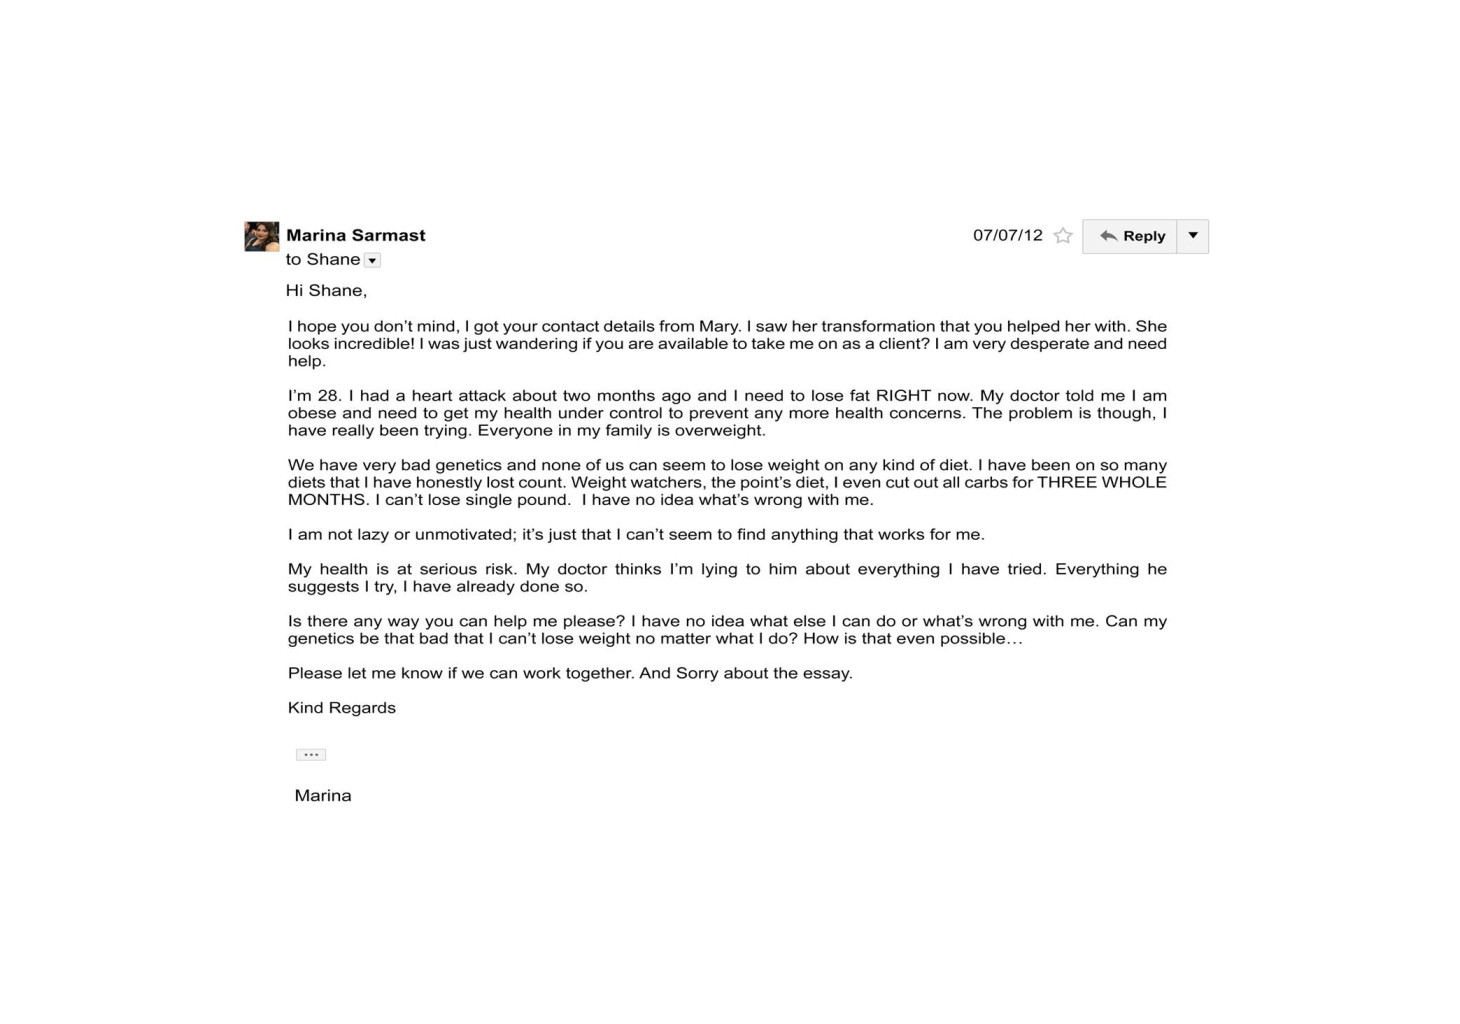 Marina Sarmast
07/07/12
Reply
to Shane
Hi Shane,
I hope you don’t mind, I got your contact details from Mary. I saw her transformation that you helped her with. She
looks incredible! I was just wandering if you are available to take me on as a client? I am very desperate and need
help.
I’m 28. I had a heart attack about two months ago and I need to lose fat RIGHT now. My doctor told me I am
obese and need to get my health under control to prevent any more health concerns. The problem is though, I
have really been trying. Everyone in my family is overweight.
We have very bad genetics and none of us can seem to lose weight on any kind of diet. I have been on so many
diets that I have honestly lost count. Weight watchers, the point’s diet, I even cut out all carbs for THREE WHOLE
MONTHS. I can’t lose single pound.  I have no idea what’s wrong with me.
I am not lazy or unmotivated; it’s just that I can’t seem to find anything that works for me.
My health is at serious risk. My doctor thinks I’m lying to him about everything I have tried. Everything he
suggests I try, I have already done so.
Is there any way you can help me please? I have no idea what else I can do or what’s wrong with me. Can my
genetics be that bad that I can’t lose weight no matter what I do? How is that even possible…
Please let me know if we can work together. And Sorry about the essay.
Kind Regards
Marina